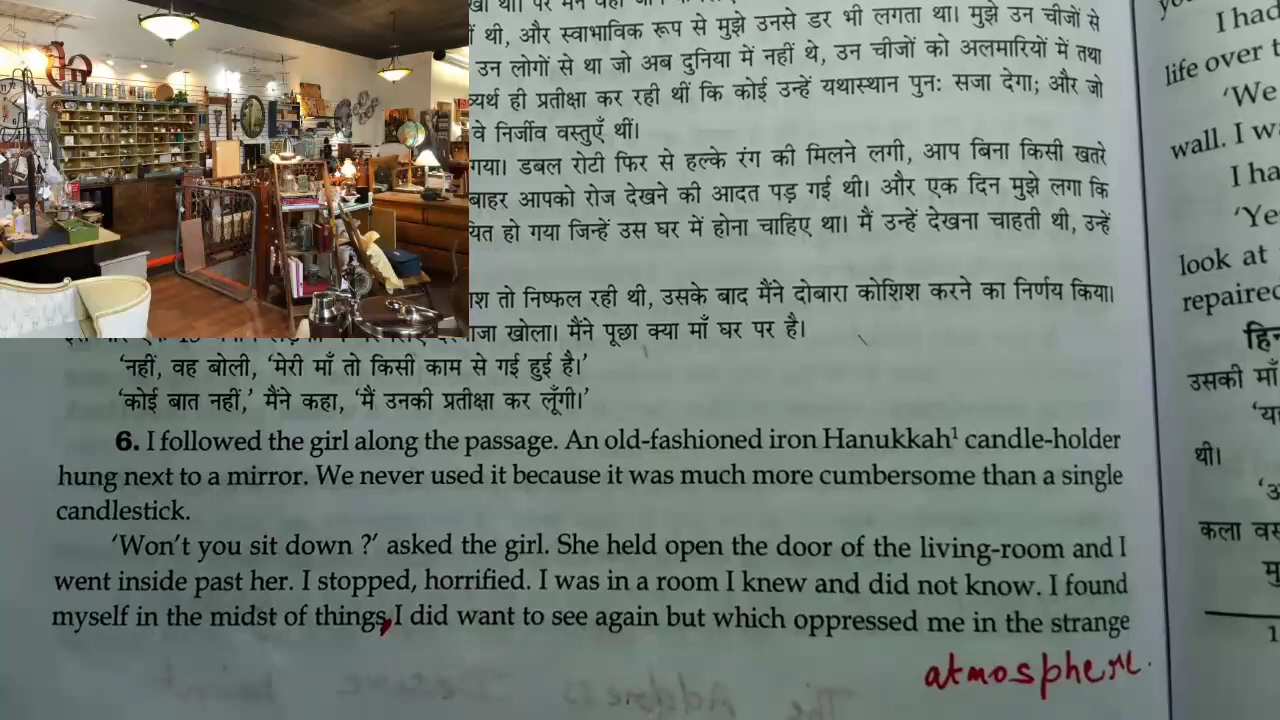 थी, और स्वाभाविक रूप से मुझे उनसे डर भी लगता था। मुझे उन चीजों से
उन लोगों से था जो अब दुनिया में नहीं थे, उन चीजों को अलमारियों में तथा
व्यर्थ ही प्रतीक्षा कर रही थीं कि कोई उन्हें यथास्थान पुनः सजा देगा; और जो
वे निर्जीव वस्तुएँ थीं।
गया। डबल रोटी फिर से हल्के रंग की मिलने लगी, आप बिना किसी खतरे
बाहर आपको रोज देखने की आदत पड़ गई थी। और एक दिन मुझे लगा कि
हो गया जिन्हें उस घर में होना चाहिए था। मैं उन्हें देखना चाहती थी, उन्हें
तो निष्फल रही थी, उसके बाद मैंने दोबारा कोशिश करने का निर्णय किया।
खोला। मैंने पूछा क्या माँ घर पर है।
‘नहीं, वह बोली, ‘मेरी माँ तो किसी काम से गई हुई है।’
‘कोई बात नहीं,’ मैंने कहा, ‘मैं उनकी प्रतीक्षा कर लूँगी।’
6. I followed the girl along the passage. An old-fashioned iron Hanukkah¹ candle-holder
hung next to a mirror. We never used it because it was much more cumbersome than a single
candlestick.
‘Won’t you sit down ?’ asked the girl. She held open the door of the living-room and I
went inside past her. I stopped, horrified. I was in a room I knew and did not know. I found
myself in the midst of things, I did want to see again but which oppressed me in the strange
atmosphere.
The Address
I had
life over
‘We
wall. I
I ha
‘Ye
look at
repaired
उसकी माँ
थी।
कला